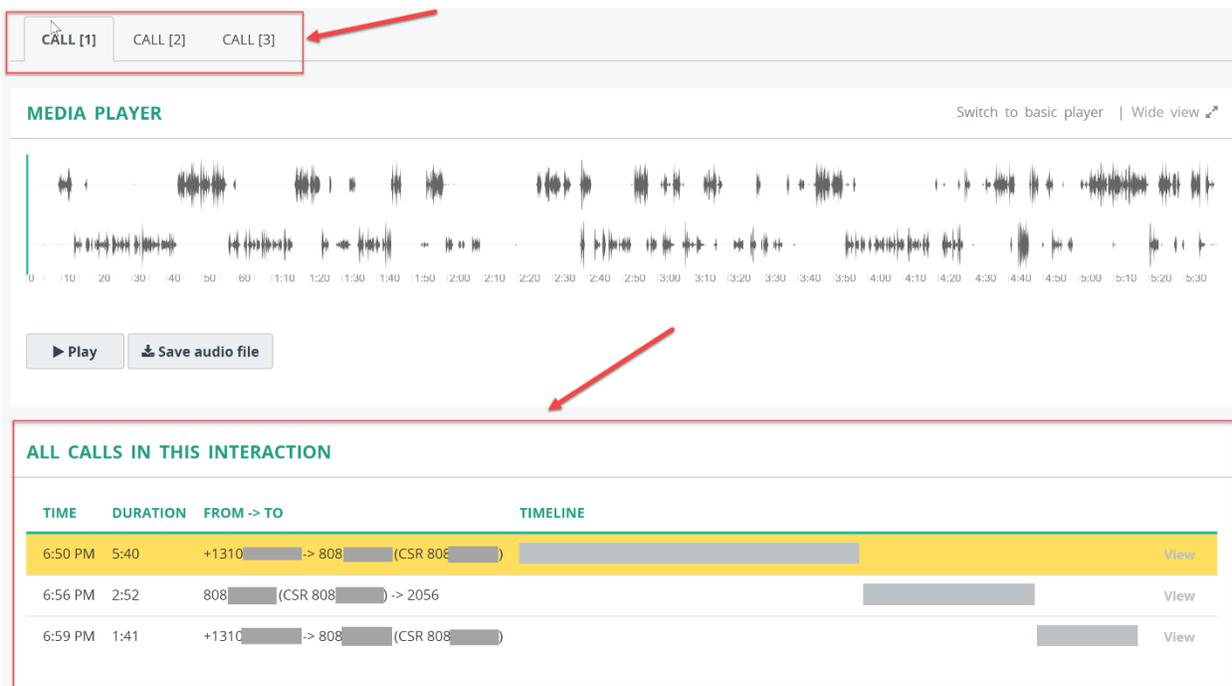 CALL [1] CALL [2] CALL [3]
MEDIA PLAYER Switch to basic player | Wide view
0 10 20 30 40 50 60 1:10 1:20 1:30 1:40 1:50 2:00 2:10 2:20 2:30 2:40 2:50 3:00 3:10 3:20 3:30 3:40 3:50 4:00 4:10 4:20 4:30 4:40 4:50 5:00 5:10 5:20 5:30
Play Save audio file
ALL CALLS IN THIS INTERACTION
TIME DURATION FROM -> TO TIMELINE
6:50 PM 5:40 +1310 -> 808 (CSR 808 ) View
6:56 PM 2:52 808 (CSR 808 ) -> 2056 View
6:59 PM 1:41 +1310 -> 808 (CSR 808 ) View